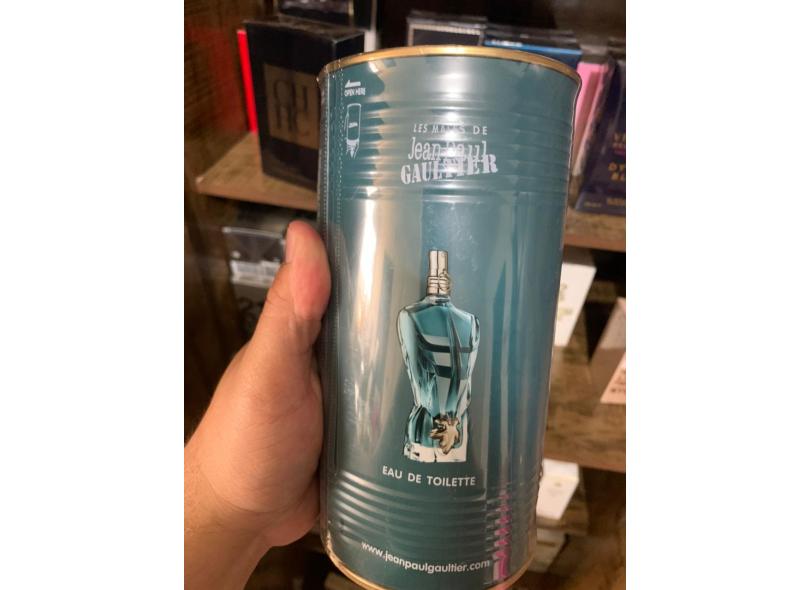 OPEN HERE
LES MALES DE
Jean Paul
GAULTIER
EAU DE TOILETTE
www.jeanpaulgaultier.com